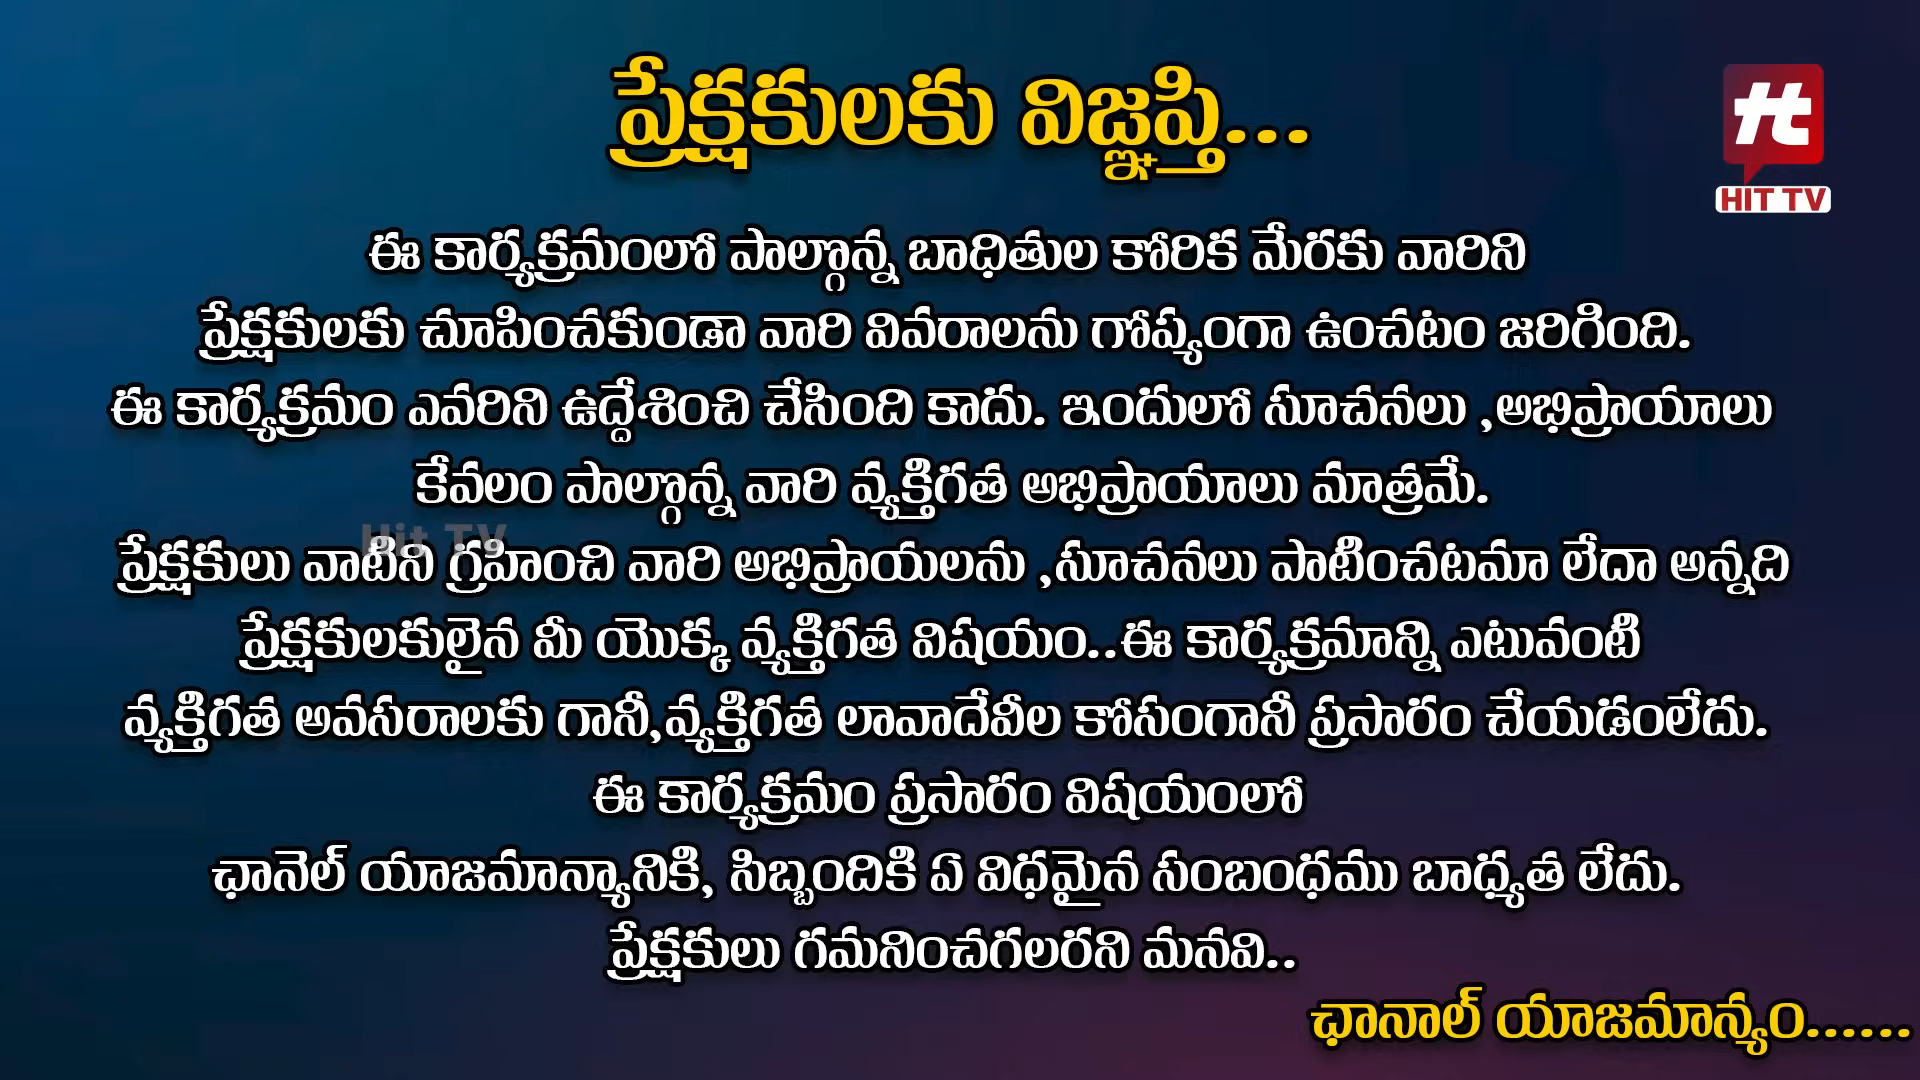 ప్రేక్షకులకు విజ్ఞప్తి...
HIT TV
ఈ కార్యక్రమంలో పాల్గొన్న బాధితుల కోరిక మేరకు వారిని
ప్రేక్షకులకు చూపించకుండా వారి వివరాలను గోప్యంగా ఉంచటం జరిగింది.
ఈ కార్యక్రమం ఎవరిని ఉద్దేశించి చేసింది కాదు. ఇందులో సూచనలు ,అభిప్రాయాలు
కేవలం పాల్గొన్న వారి వ్యక్తిగత అభిప్రాయాలు మాత్రమే.
Hit TV
ప్రేక్షకులు వాటిని గ్రహించి వారి అభిప్రాయలను ,సూచనలు పాటించటమా లేదా అన్నది
ప్రేక్షకులకులైన మీ యొక్క వ్యక్తిగత విషయం..ఈ కార్యక్రమాన్ని ఎటువంటి
వ్యక్తిగత అవసరాలకు గానీ,వ్యక్తిగత లావాదేవీల కోసంగానీ ప్రసారం చేయడంలేదు.
ఈ కార్యక్రమం ప్రసారం విషయంలో
ఛానెల్ యాజమాన్యానికి, సిబ్బందికి ఏ విధమైన సంబంధము బాధ్యత లేదు.
ప్రేక్షకులు గమనించగలరని మనవి..
ఛానాల్ యాజమాన్యం......